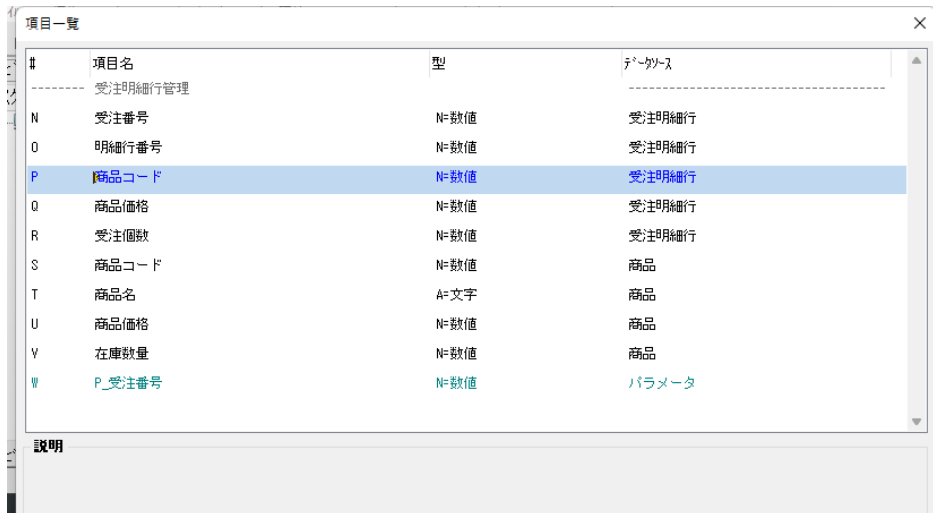 項目一覧
# 項目名 型 ﾃﾞｰﾀｿｰｽ
-------- 受注明細行管理 --------------------------------------
N 受注番号 N=数値 受注明細行
O 明細行番号 N=数値 受注明細行
P 商品コード N=数値 受注明細行
Q 商品価格 N=数値 受注明細行
R 受注個数 N=数値 受注明細行
S 商品コード N=数値 商品
T 商品名 A=文字 商品
U 商品価格 N=数値 商品
V 在庫数量 N=数値 商品
W P_受注番号 N=数値 パラメータ
説明